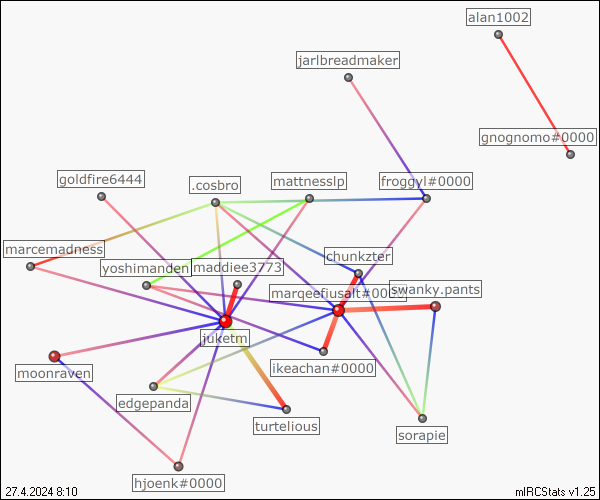 alan1002
jarlbreadmaker
gnognomo#0000
goldfire6444
.cosbro
mattnesslp
froggyl#0000
marcemadness
yoshimanden
maddiee3773
chunkzter
marqeefiusalt#00
swanky.pants
juketm
ikeachan#0000
moonraven
edgepanda
turtelious
sorapie
hjoenk#0000
27.4.2024 8:10
mIRCStats v1.25